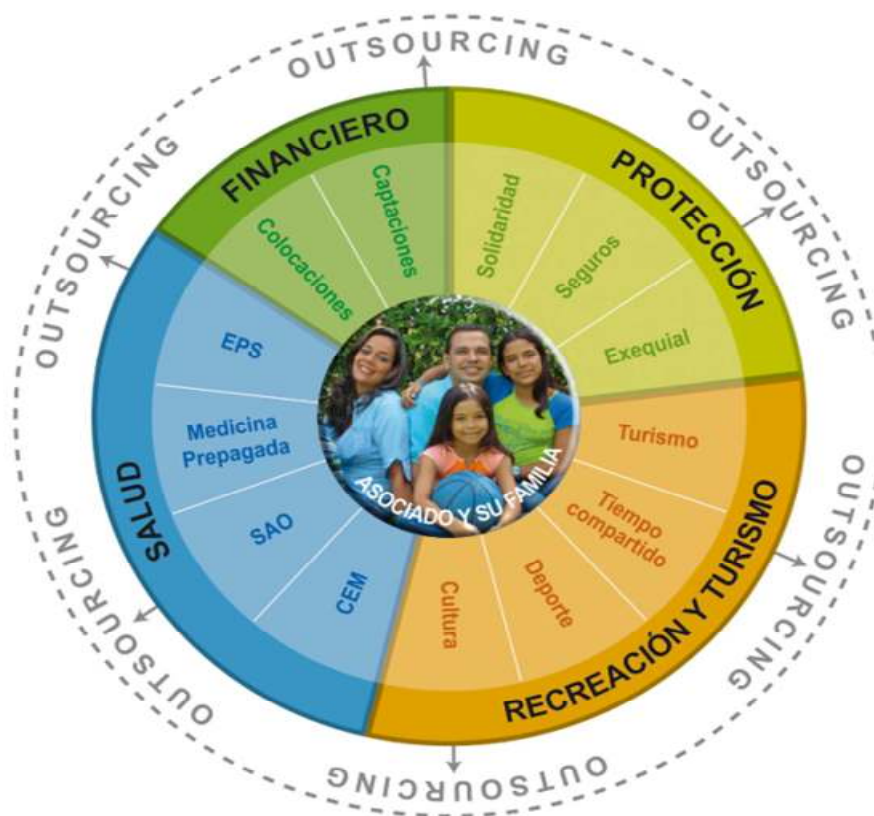 OUTSOURCING
OUTSOURCING
OUTSOURCING
OUTSOURCING
OUTSOURCING
OUTSOURCING
FINANCIERO
Colocaciones
Captaciones
PROTECCIÓN
Solidaridad
Seguros
Exequial
RECREACIÓN Y TURISMO
Turismo
Tiempo
compartido
Deporte
Cultura
SALUD
CEM
SAO
Medicina
Prepagada
EPS
ASOCIADO Y SU FAMILIA